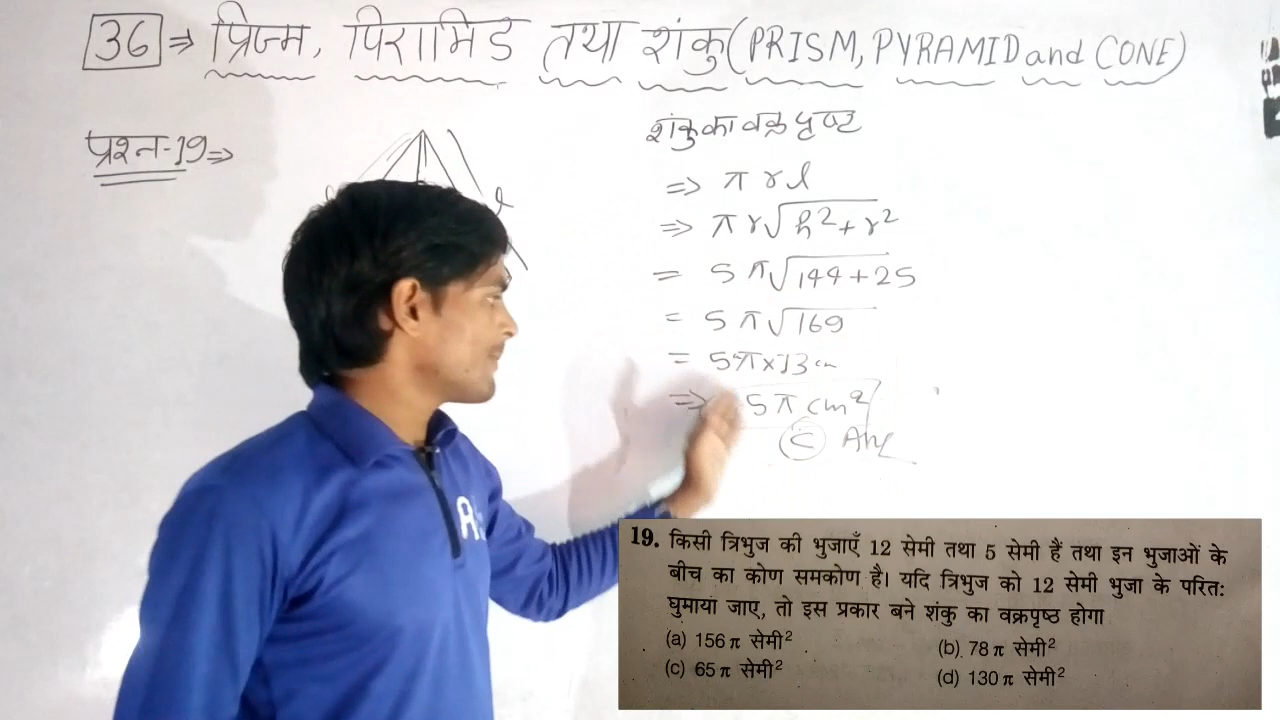 36 ⇒ प्रिज्म, पिरामिड तथा शंकु (PRISM, PYRAMID and CONE)
प्रश्न-19⇒
शंकु का वक्र पृष्ट
⇒ π r l
⇒ π r√h²+r²
= 5 π√144+25
= 5 π√169
= 5π×13 cm
⇒ 5 π cm²
(c) Ans
19. किसी त्रिभुज की भुजाएँ 12 सेमी तथा 5 सेमी हैं तथा इन भुजाओं के
बीच का कोण समकोण है। यदि त्रिभुज को 12 सेमी भुजा के परितः
घुमाया जाए, तो इस प्रकार बने शंकु का वक्रपृष्ठ होगा
(a) 156 π सेमी² (b) 78 π सेमी²
(c) 65 π सेमी² (d) 130 π सेमी²